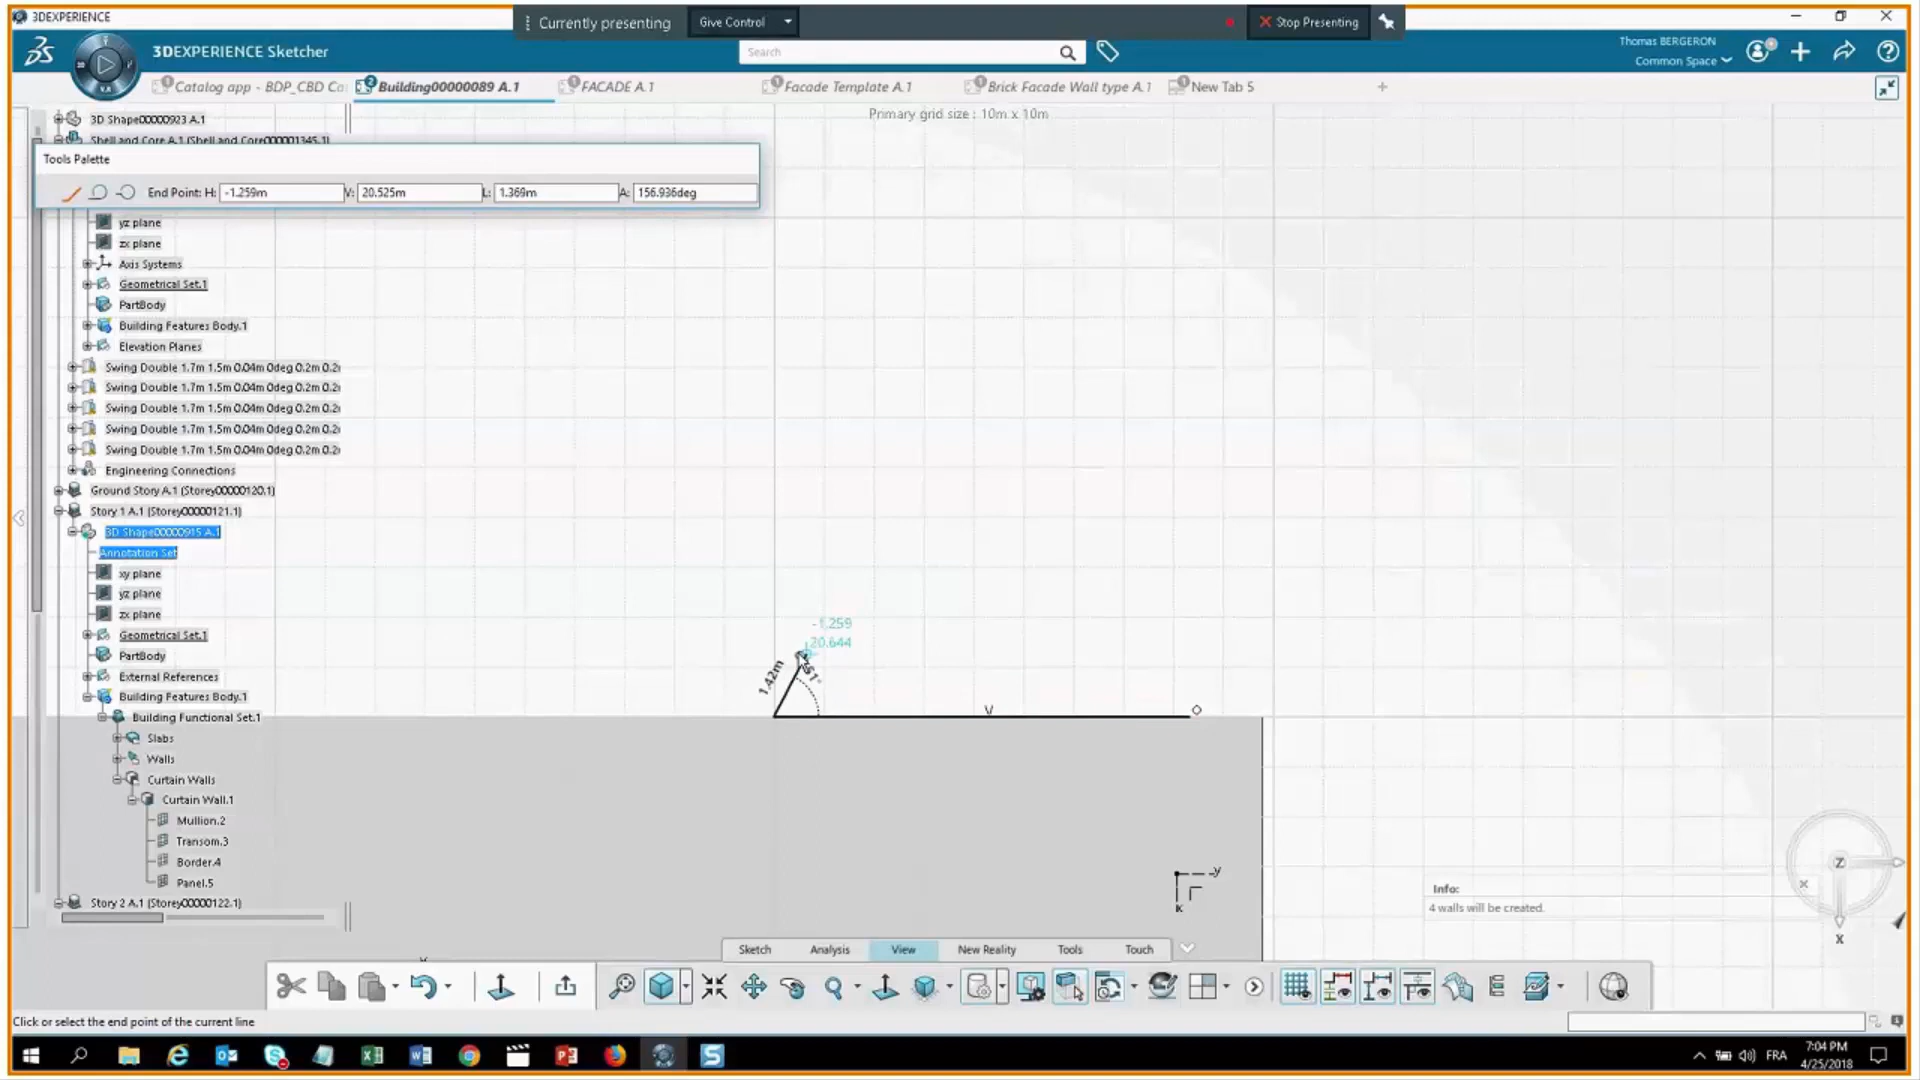 3DEXPERIENCE
Currently presenting
Give Control
Stop Presenting
3DEXPERIENCE Sketcher
Search
Thomas BERGERON
Common Space
Catalog app - BDP_CBD Ca
Building00000089 A.1
FACADE A.1
Facade Template A.1
Brick Facade Wall type A.1
New Tab 5
Primary grid size : 10m x 10m
3D Shape00000923 A.1
Shell and Core A.1 (Shell and Core00001345.1)
Tools Palette
End Point: H: -1.259m V: 20.525m L: 1.369m A: 156.936deg
yz plane
zx plane
Axis Systems
Geometrical Set.1
PartBody
Building Features Body.1
Elevation Planes
Swing Double 1.7m 1.5m 0.04m 0deg 0.2m 0.2
Swing Double 1.7m 1.5m 0.04m 0deg 0.2m 0.2
Swing Double 1.7m 1.5m 0.04m 0deg 0.2m 0.2
Swing Double 1.7m 1.5m 0.04m 0deg 0.2m 0.2
Swing Double 1.7m 1.5m 0.04m 0deg 0.2m 0.2
Engineering Connections
Ground Story A.1 (Storey00000120.1)
Story 1 A.1 (Storey00000121.1)
3D Shape00000915 A.1
Annotation Set
xy plane
yz plane
zx plane
Geometrical Set.1
PartBody
External References
Building Features Body.1
Building Functional Set.1
Slabs
Walls
Curtain Walls
Curtain Wall.1
Mullion.2
Transom.3
Border.4
Panel.5
Story 2 A.1 (Storey00000122.1)
-1.259
20.644
1.42m
V
y
Z
X
Info:
4 walls will be created.
Sketch
Analysis
View
New Reality
Tools
Touch
Click or select the end point of the current line
FRA
7:04 PM
4/25/2018